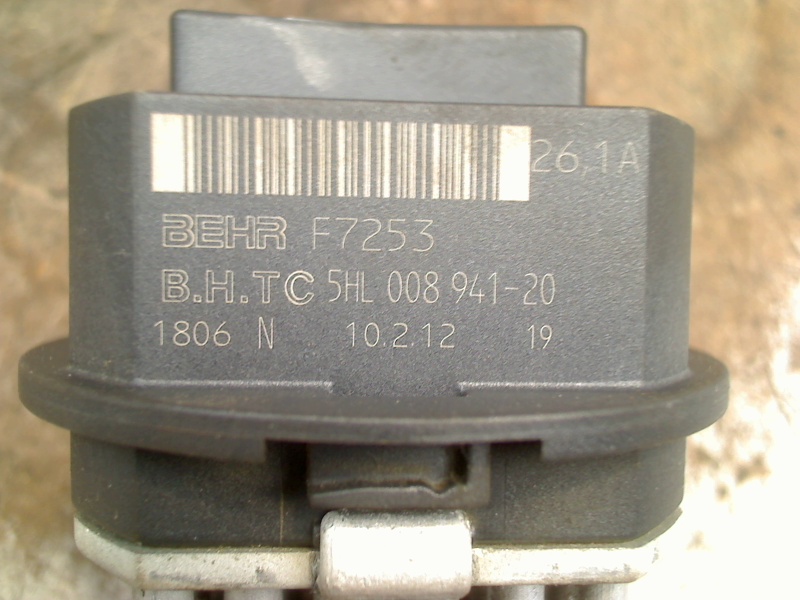 26,1A
BEHR F7253
B.H.TC 5HL 008 941-20
1806 N 10.2.12 19